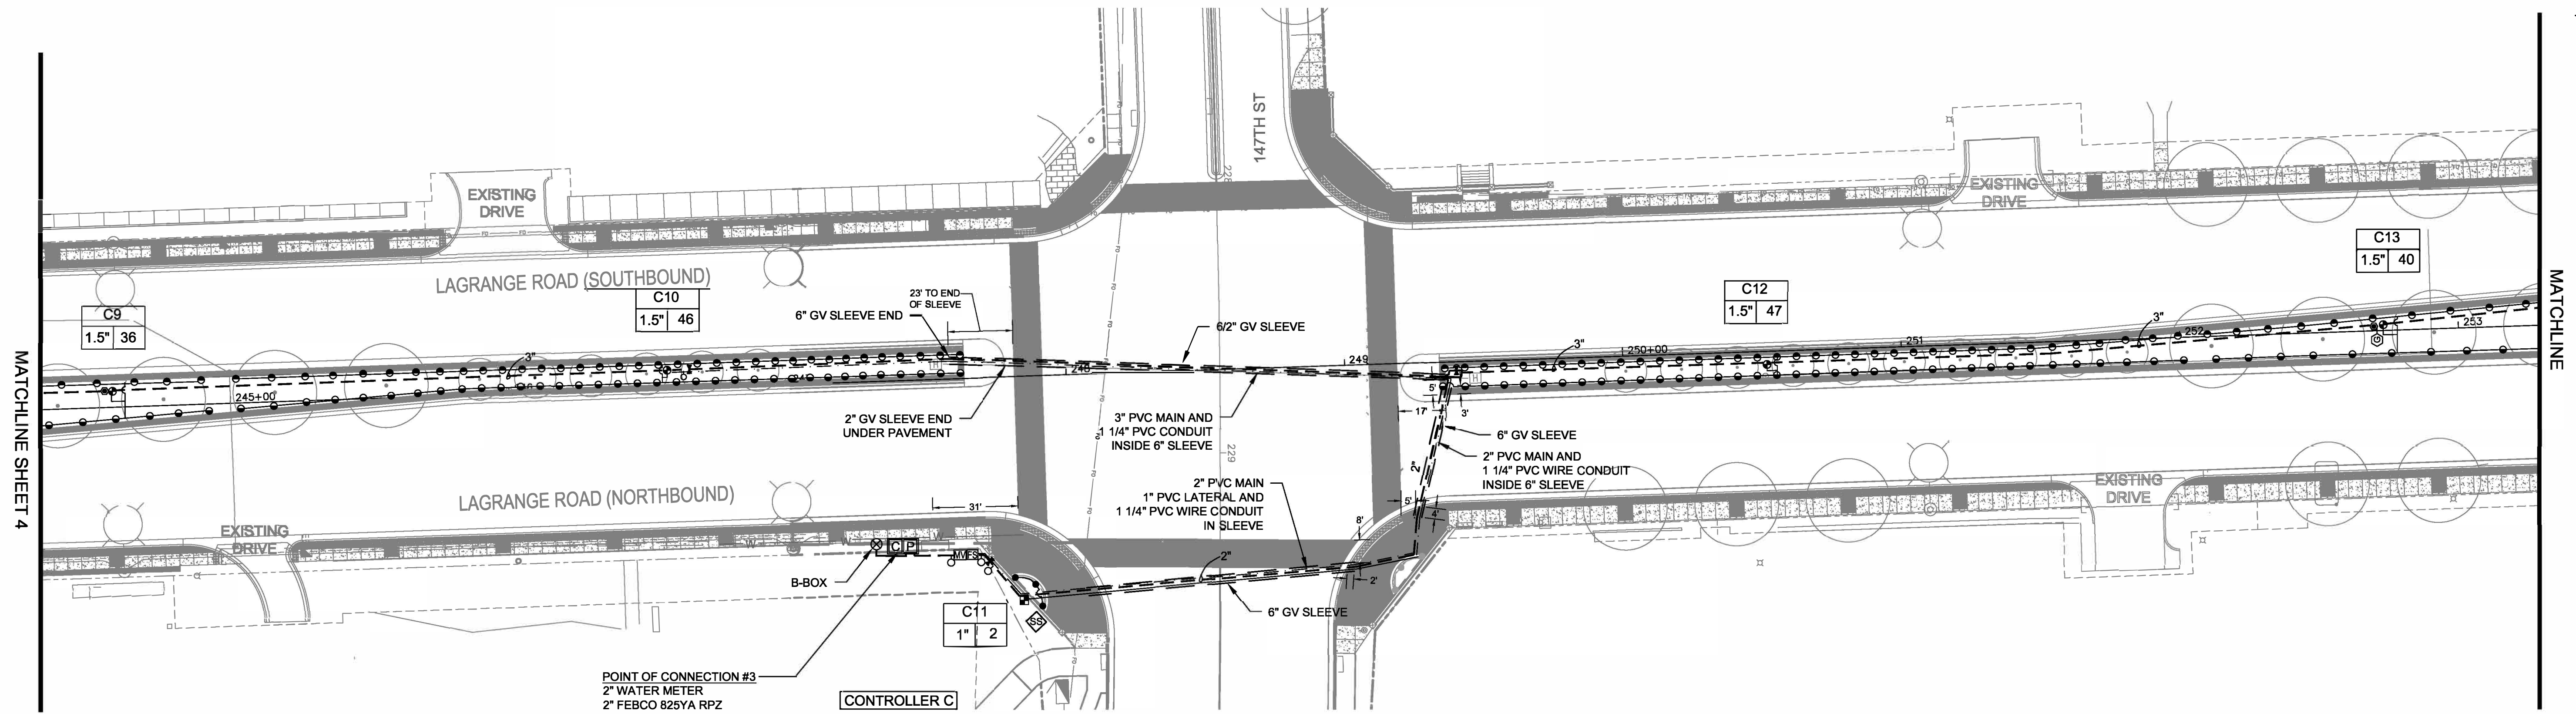 MATCHLINE SHEET 4
MATCHLINE
147TH ST
228
229
EXISTING
DRIVE
EXISTING
DRIVE
LAGRANGE ROAD (SOUTHBOUND)
C9
1.5" 36
C10
1.5" 46
23' TO END
OF SLEEVE
6" GV SLEEVE END
6/2" GV SLEEVE
C12
1.5" 47
C13
1.5" 40
3"
245+00
248
249
3"
250+00
251
3"
252
253
2" GV SLEEVE END
UNDER PAVEMENT
3" PVC MAIN AND
1 1/4" PVC CONDUIT
INSIDE 6" SLEEVE
5'
17'
3'
6" GV SLEEVE
2" PVC MAIN AND
1 1/4" PVC WIRE CONDUIT
INSIDE 6" SLEEVE
2"
LAGRANGE ROAD (NORTHBOUND)
2" PVC MAIN
1" PVC LATERAL AND
1 1/4" PVC WIRE CONDUIT
IN SLEEVE
31'
5'
4'
8'
2'
EXISTING
DRIVE
EXISTING
DRIVE
C P
MV FS
B-BOX
2"
6" GV SLEEVE
C11
1" 2
SS
POINT OF CONNECTION #3
2" WATER METER
2" FEBCO 825YA RPZ
CONTROLLER C